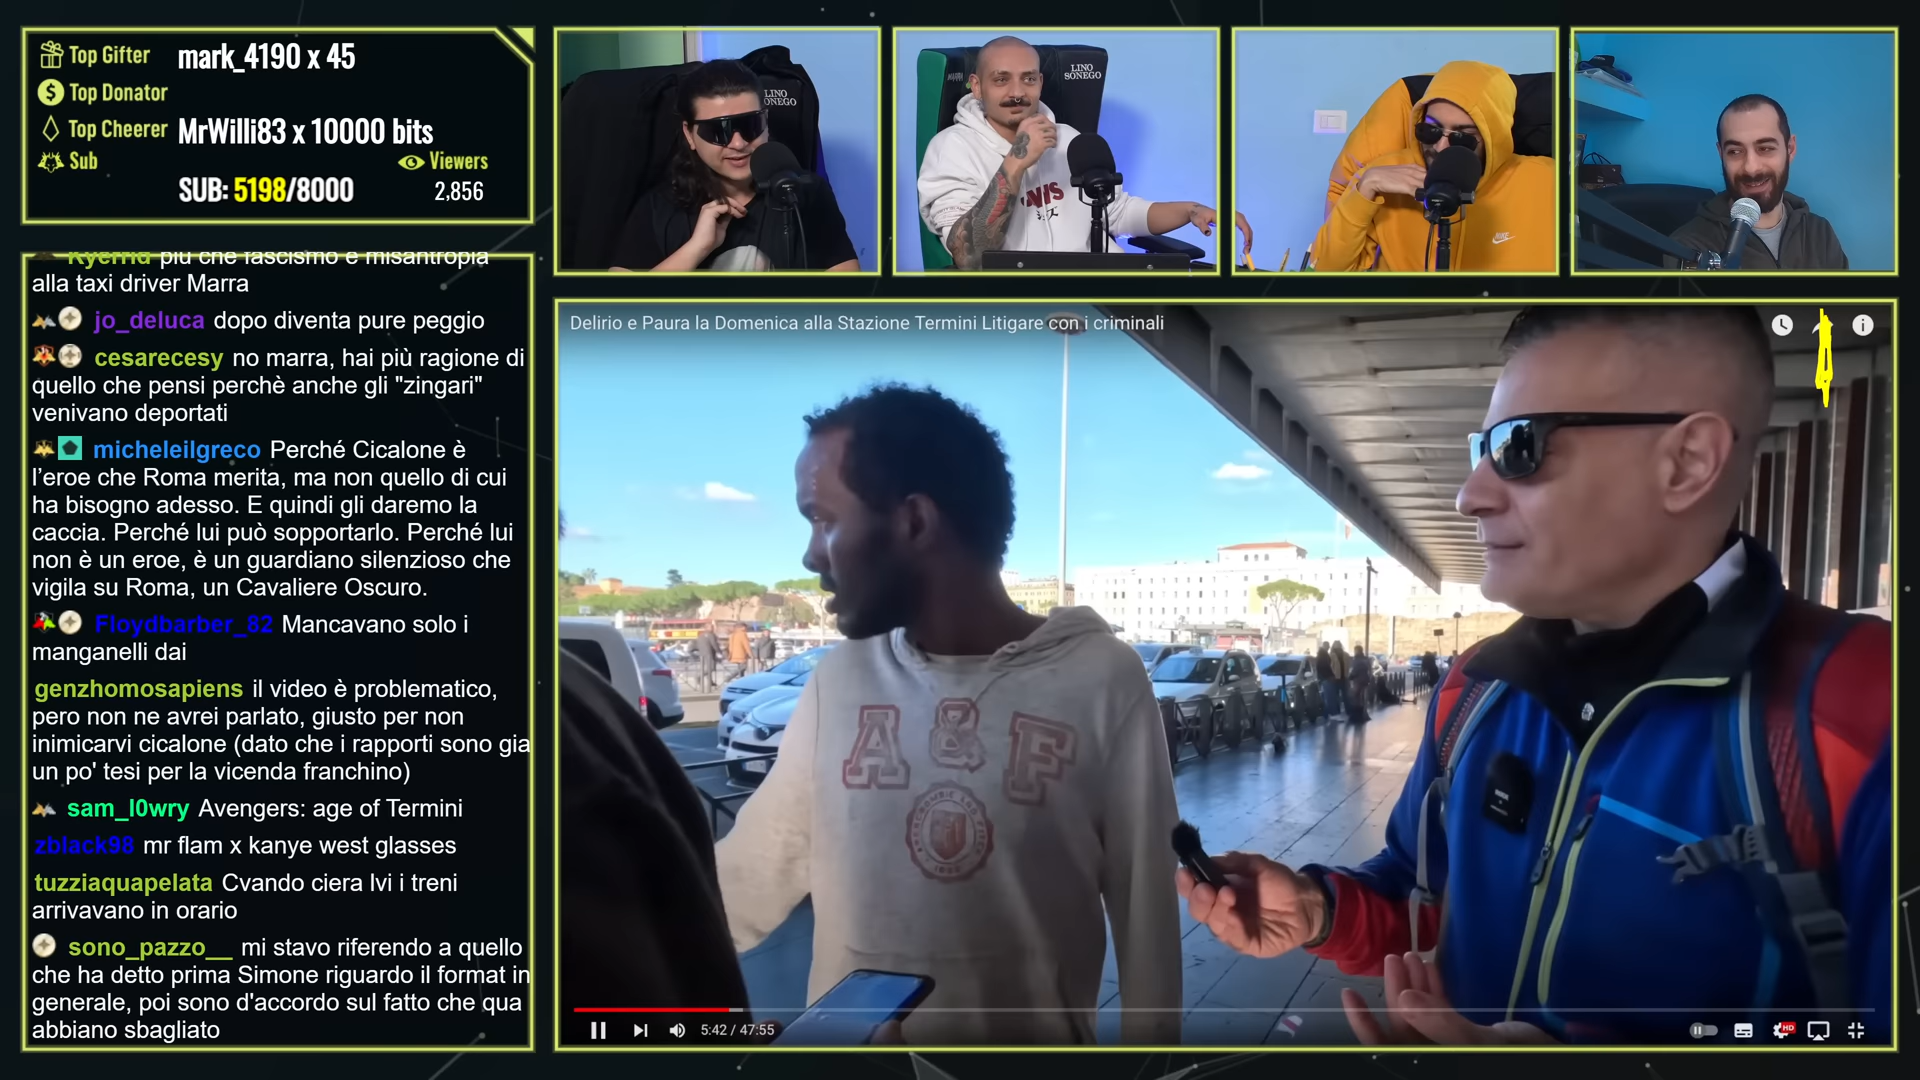 Top Gifter mark_4190 x 45
Top Donator
Top Cheerer MrWilli83 x 10000 bits
Sub
Viewers
SUB: 5198/8000
2,856
LINO
SONEGO
Kyerrid più che fascismo è misantropia
alla taxi driver Marra
jo_deluca dopo diventa pure peggio
cesarecesy no marra, hai più ragione di
quello che pensi perchè anche gli "zingari"
venivano deportati
micheleilgreco Perché Cicalone è
l'eroe che Roma merita, ma non quello di cui
ha bisogno adesso. E quindi gli daremo la
caccia. Perché lui può sopportarlo. Perché lui
non è un eroe, è un guardiano silenzioso che
vigila su Roma, un Cavaliere Oscuro.
Floydbarber_82 Mancavano solo i
manganelli dai
genzhomosapiens il video è problematico,
pero non ne avrei parlato, giusto per non
inimicarvi cicalone (dato che i rapporti sono gia
un po' tesi per la vicenda franchino)
sam_l0wry Avengers: age of Termini
zblack98 mr flam x kanye west glasses
tuzziaquapelata Cvando ciera lvi i treni
arrivavano in orario
sono_pazzo__ mi stavo riferendo a quello
che ha detto prima Simone riguardo il format in
generale, poi sono d'accordo sul fatto che qua
abbiano sbagliato
Delirio e Paura la Domenica alla Stazione Termini Litigare con i criminali
A&F
5:42 / 47:55
HD